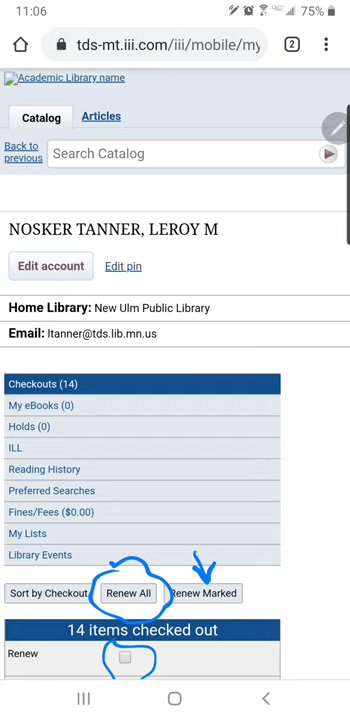 11:06
75%
tds-mt.iii.com/iii/mobile/my
2
Academic Library name
Catalog
Articles
Back to
previous
Search Catalog
NOSKER TANNER, LEROY M
Edit account
Edit pin
Home Library: New Ulm Public Library
Email: ltanner@tds.lib.mn.us
Checkouts (14)
My eBooks (0)
Holds (0)
ILL
Reading History
Preferred Searches
Fines/Fees ($0.00)
My Lists
Library Events
Sort by Checkout
Renew All
Renew Marked
14 items checked out
Renew